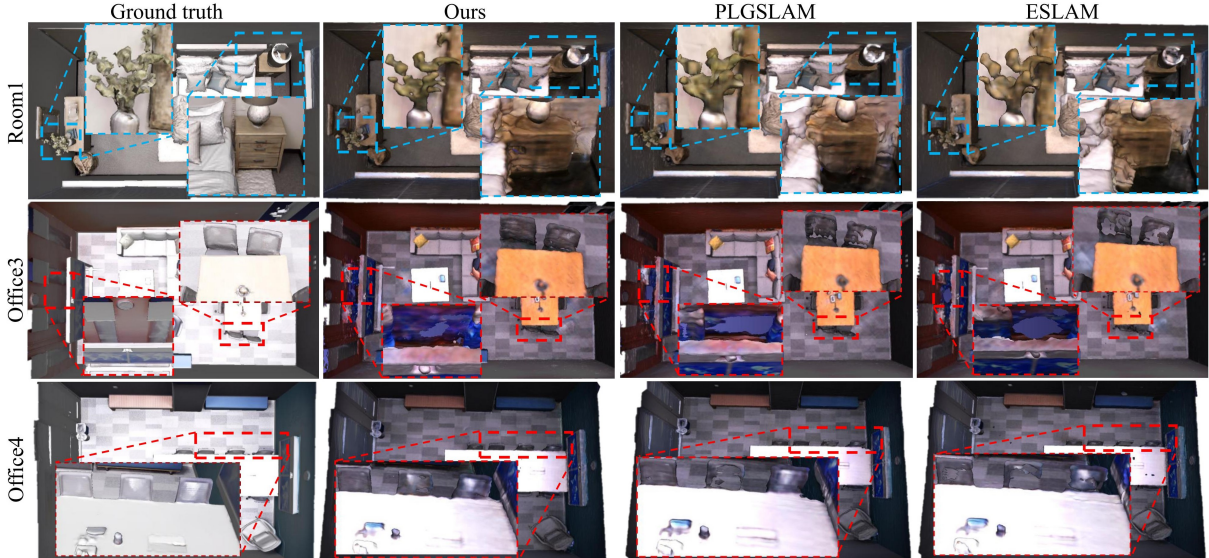 Ground truth
Ours
PLGSLAM
ESLAM
Room1
Office3
Office4